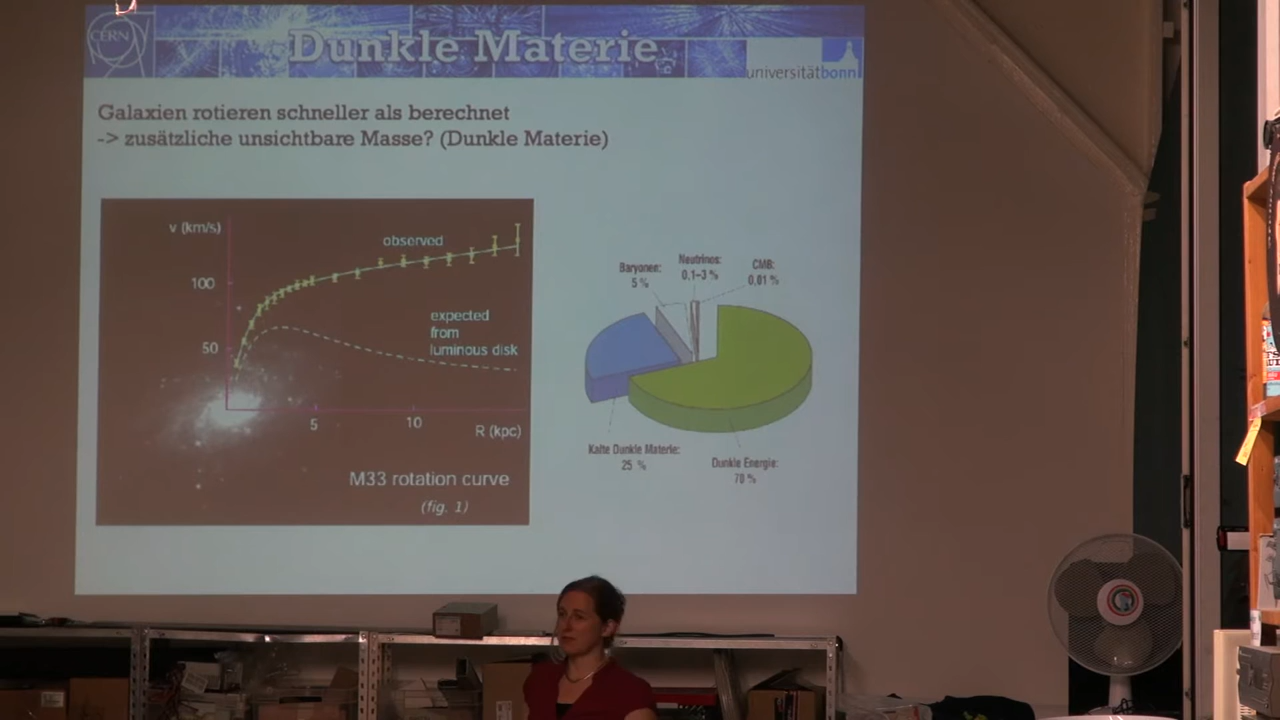 CERN
Dunkle Materie
universitätbonn
Galaxien rotieren schneller als berechnet
-> zusätzliche unsichtbare Masse? (Dunkle Materie)
v (km/s)
observed
100
expected
from
luminous disk
50
5
10
R (kpc)
M33 rotation curve
(fig. 1)
Baryonen:
5 %
Neutrinos:
0,1–3 %
CMB:
0,01 %
Kalte Dunkle Materie:
25 %
Dunkle Energie:
70 %